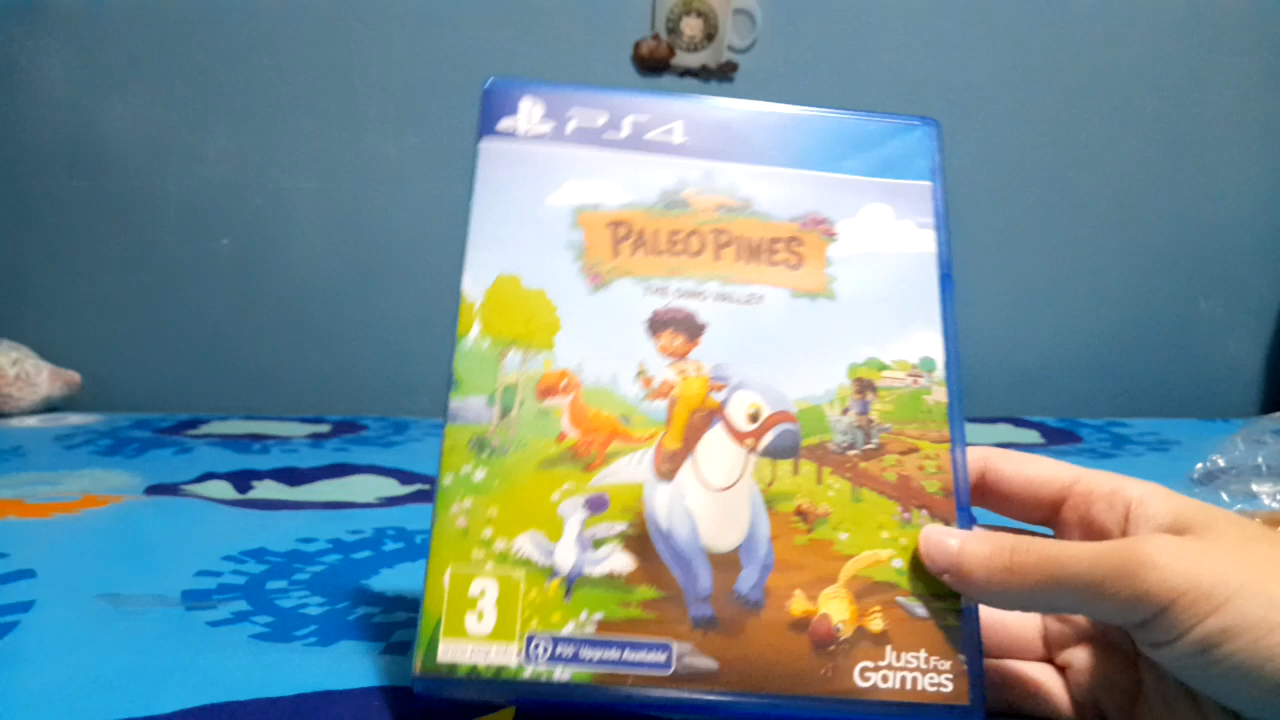 PS4
PALEO PINES
THE DINO VALLEY
3
PS5 Upgrade Available
Just For
Games